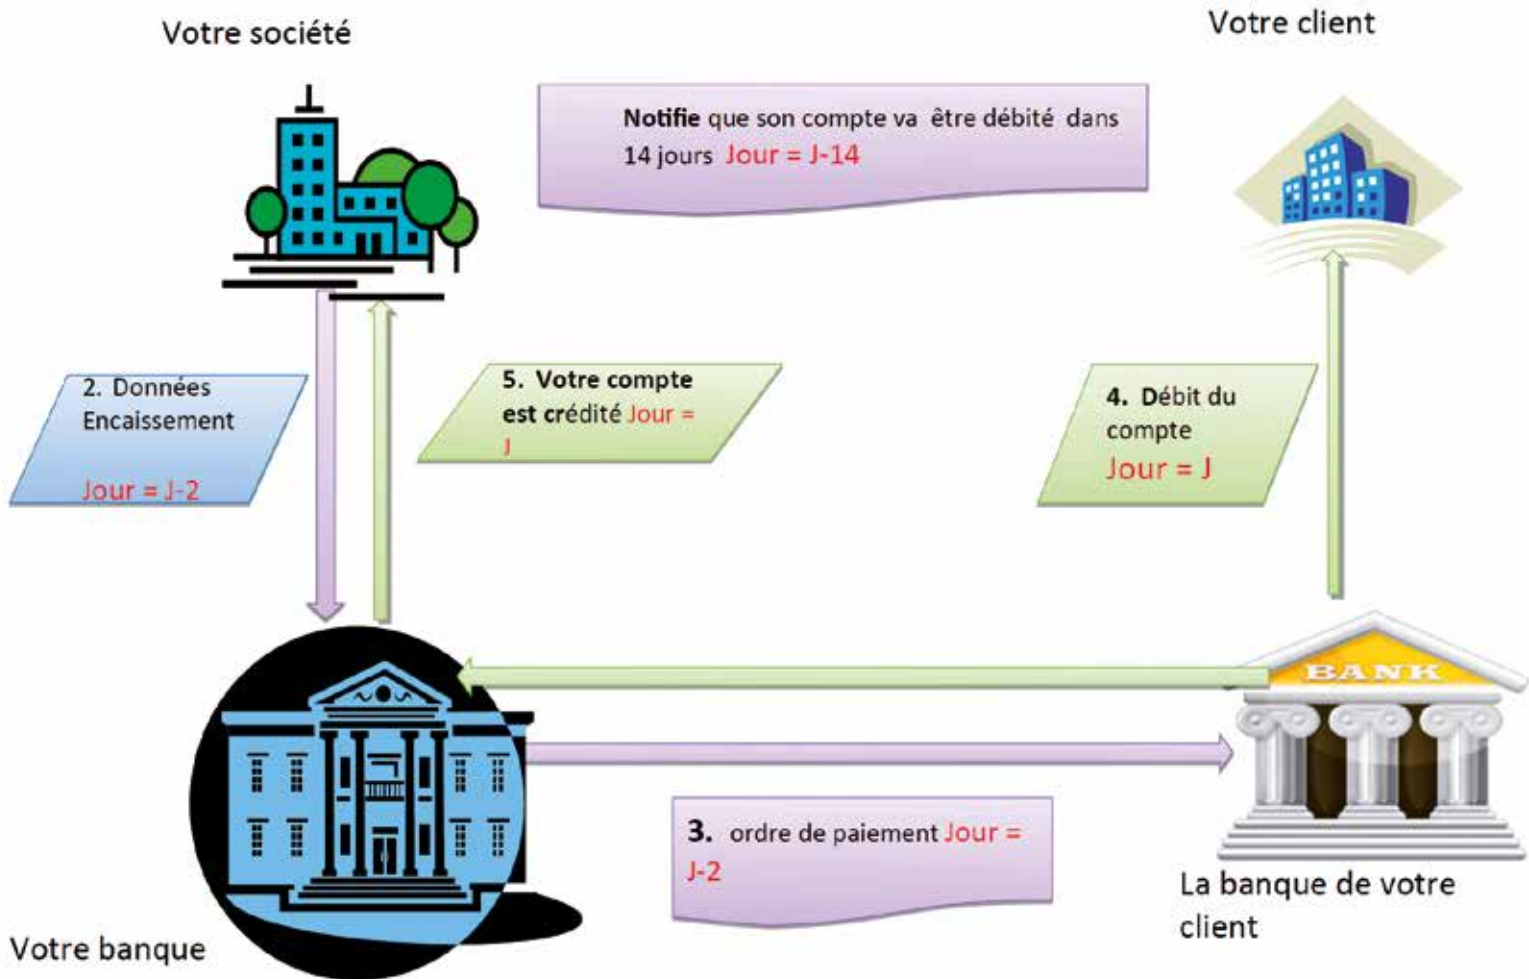 Votre société
Votre client
Notifie que son compte va être débité dans
14 jours Jour = J-14
2. Données
Encaissement
Jour = J-2
5. Votre compte
est crédité Jour =
J
4. Débit du
compte
Jour = J
BANK
3. ordre de paiement Jour =
J-2
La banque de votre
client
Votre banque